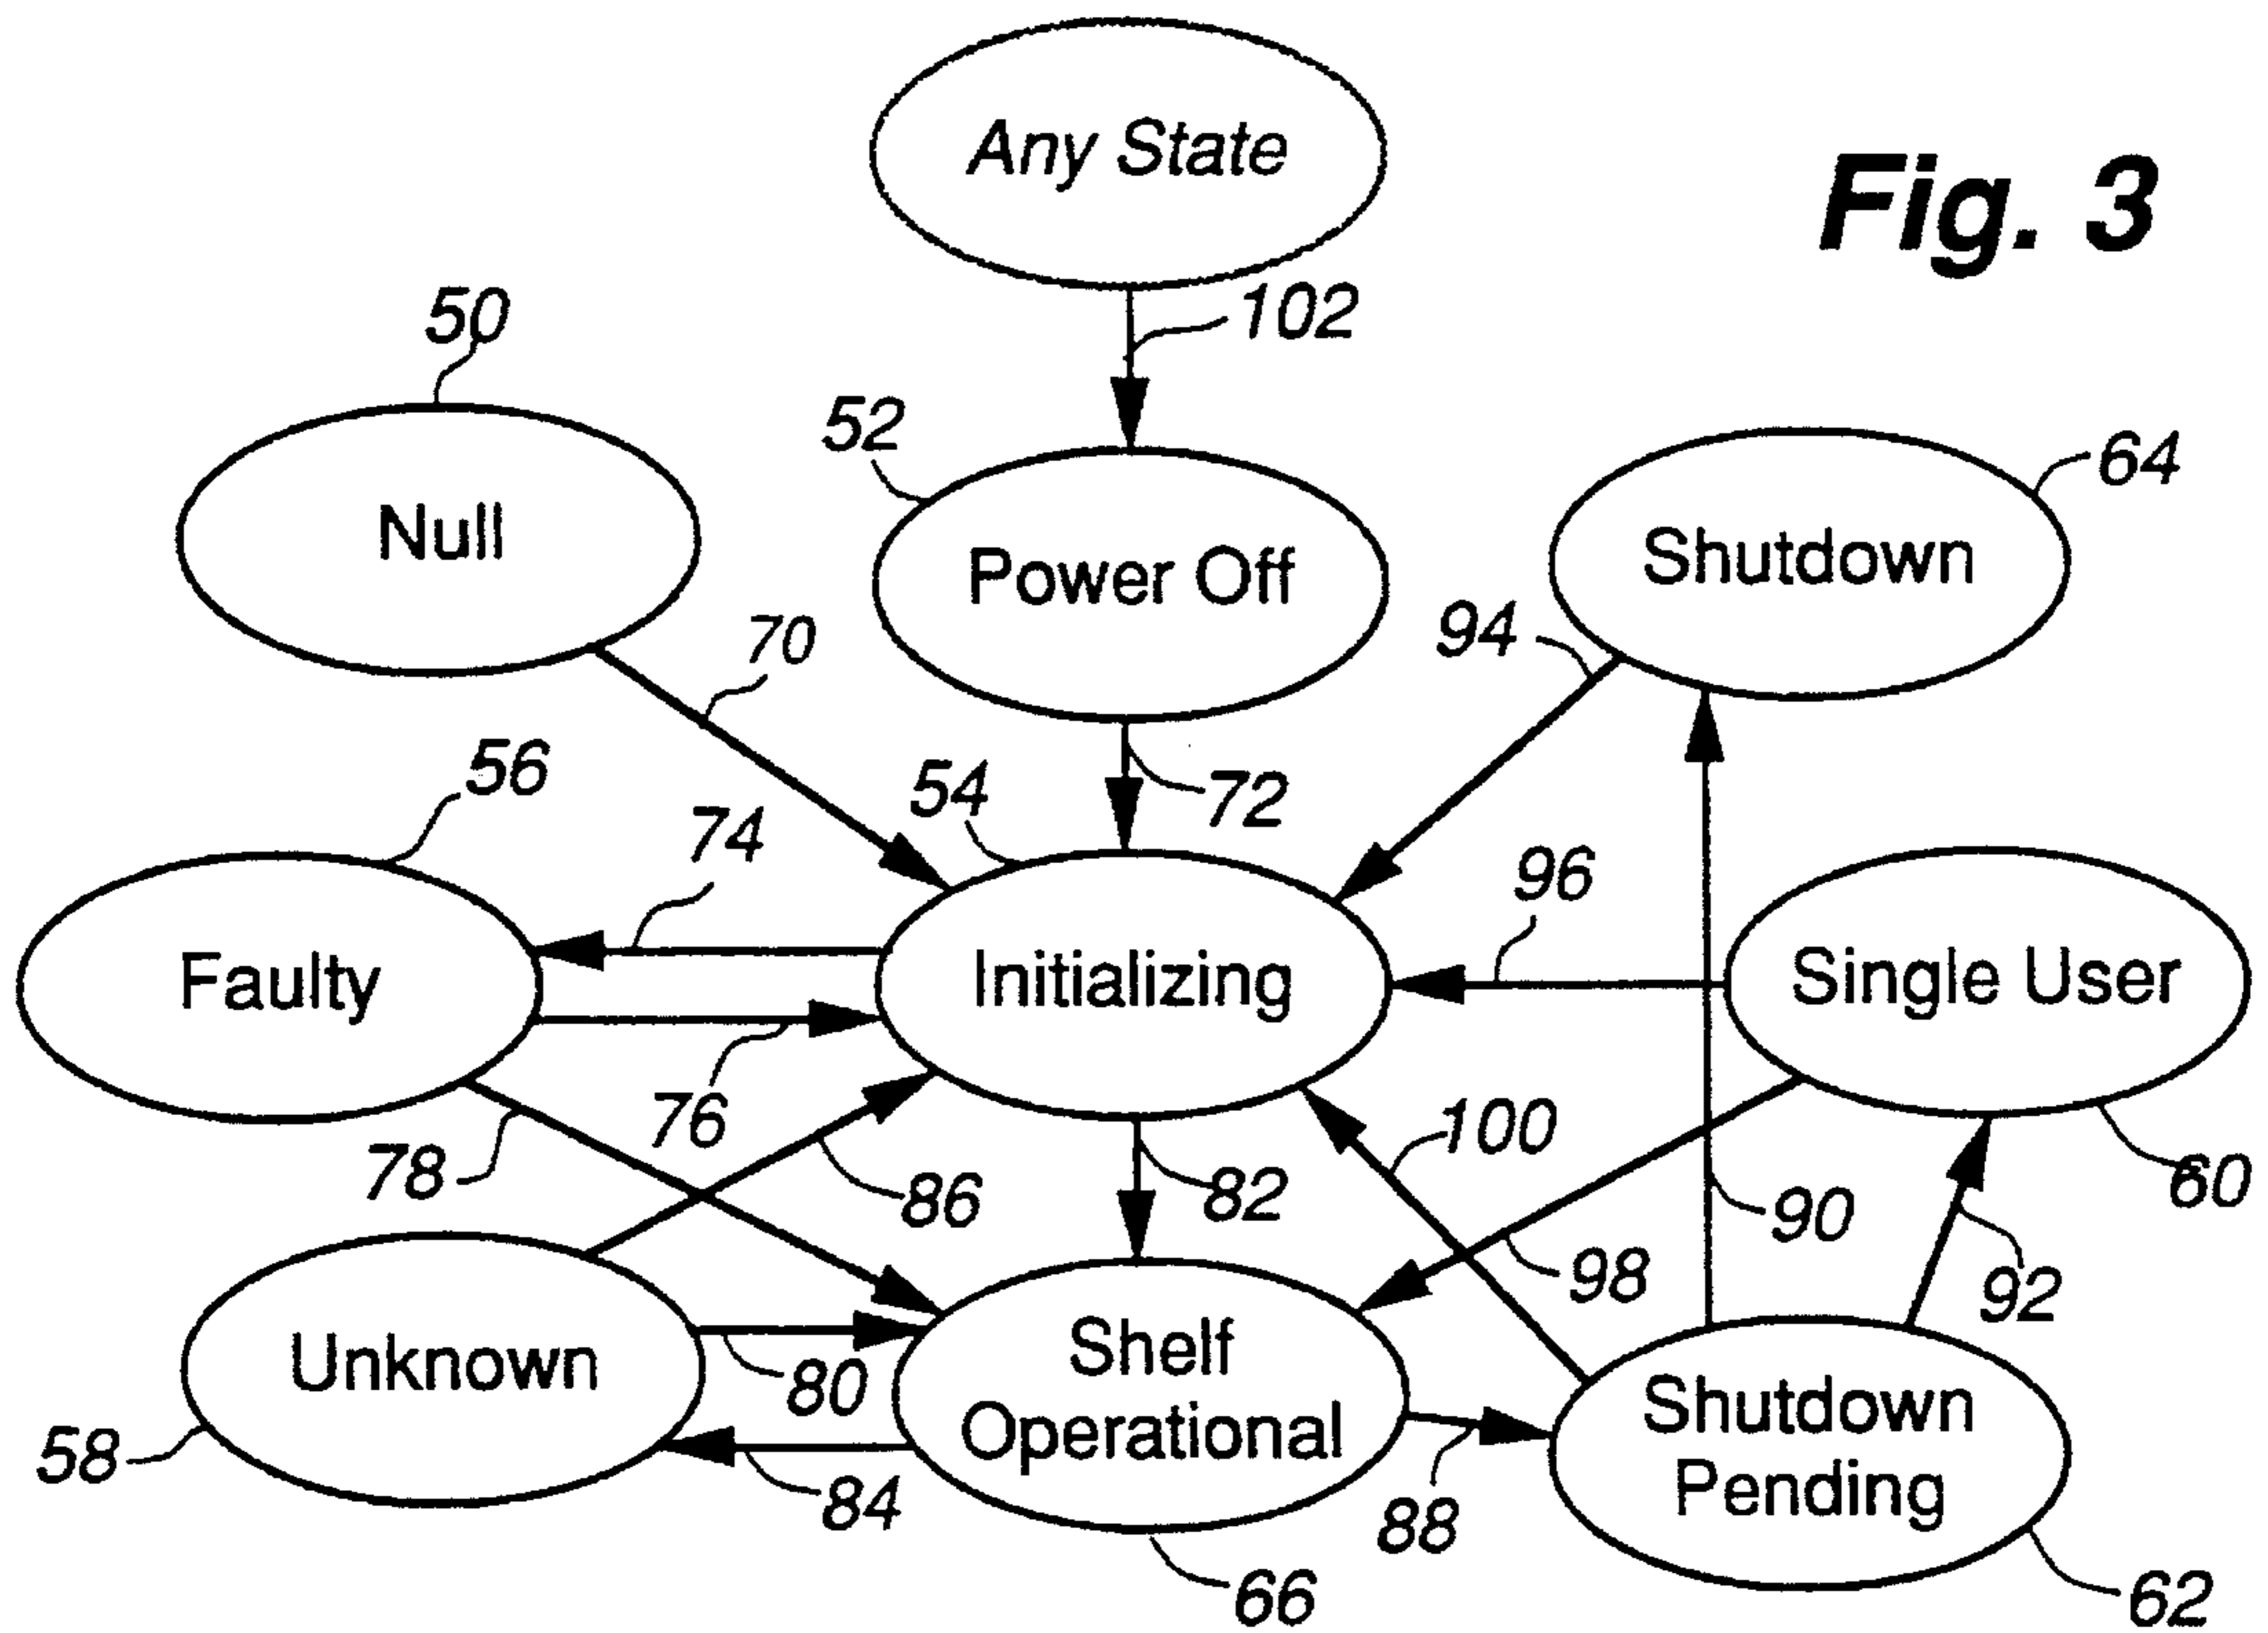 Any State
Fig. 3
102
50
52
64
Null
Power Off
Shutdown
70
94
56
54
72
74
96
Faulty
Initializing
Single User
76
100
78
86
82
90
60
98
92
Unknown
80
Shelf
Operational
Shutdown
Pending
58
84
88
66
62